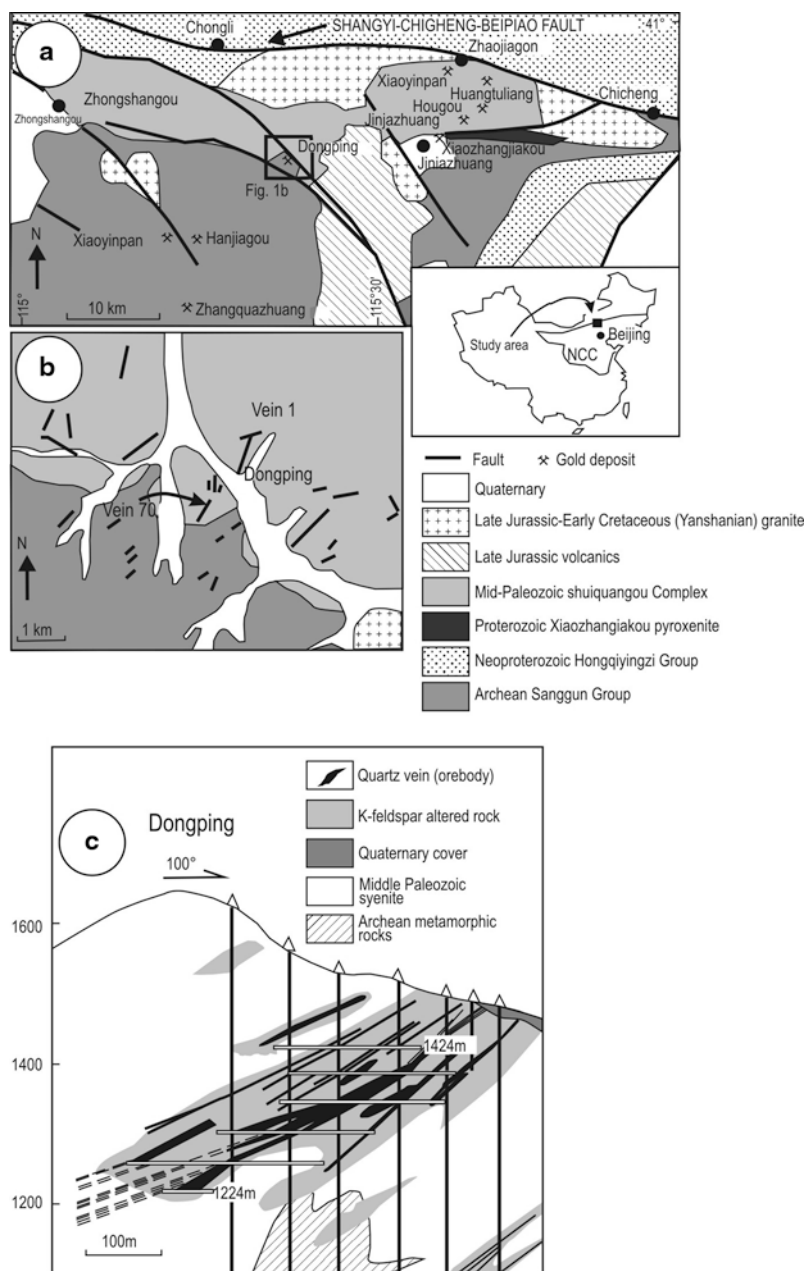 a
SHANGYI-CHIGHENG-BEIPIAO FAULT
41°
Chongli
Zhaojiagon
Xiaoyinpan
Huangtuliang
Chicheng
Zhongshangou
Hougou
Zhongshangou
Jinjiazhuang
Dongping
Xiaozhangjiakou
Jiniazhuang
Fig. 1b
N
Xiaoyinpan
Hanjiagou
115°
10 km
Zhangquazhuang
115°30'
Study area
Beijing
NCC
b
Vein 1
Dongping
Vein 70
N
1 km
Fault
Gold deposit
Quaternary
Late Jurassic-Early Cretaceous (Yanshanian) granite
Late Jurassic volcanics
Mid-Paleozoic shuiquangou Complex
Proterozoic Xiaozhangiakou pyroxenite
Neoproterozoic Hongqiyingzi Group
Archean Sanggun Group
c
Dongping
100°
Quartz vein (orebody)
K-feldspar altered rock
Quaternary cover
Middle Paleozoic
syenite
Archean metamorphic
rocks
1600
1400
1200
1424m
1224m
100m